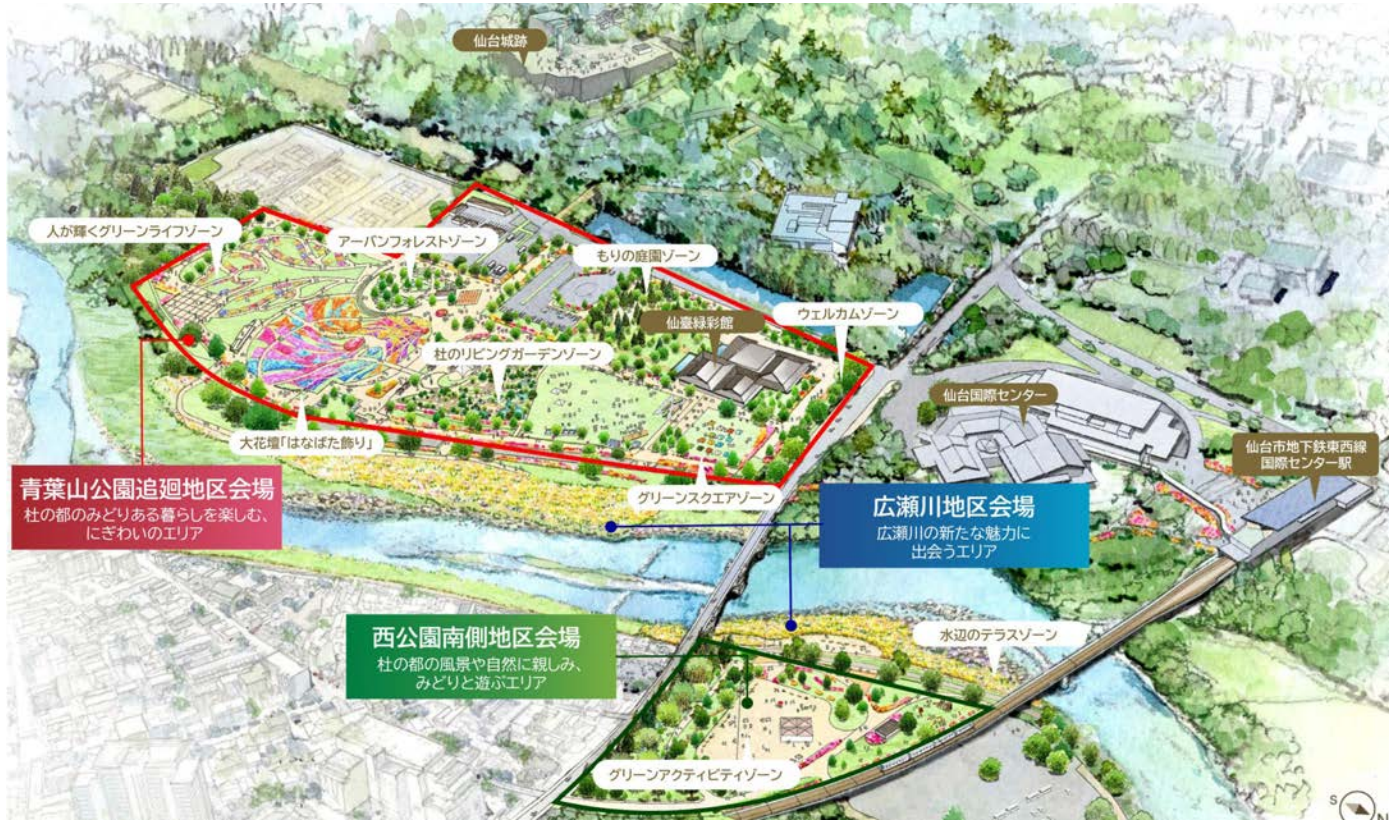 仙台城跡
人が輝くグリーンライフゾーン
アーバンフォレストゾーン
もりの庭園ゾーン
仙臺緑彩館
ウェルカムゾーン
杜のリビングガーデンゾーン
仙台国際センター
大花壇「はなばた飾り」
仙台市地下鉄東西線
国際センター駅
グリーンスクエアゾーン
青葉山公園追廻地区会場
杜の都のみどりある暮らしを楽しむ、
にぎわいのエリア
広瀬川地区会場
広瀬川の新たな魅力に
出会うエリア
西公園南側地区会場
杜の都の風景や自然に親しみ、
みどりと遊ぶエリア
水辺のテラスゾーン
グリーンアクティビティゾーン
S
N